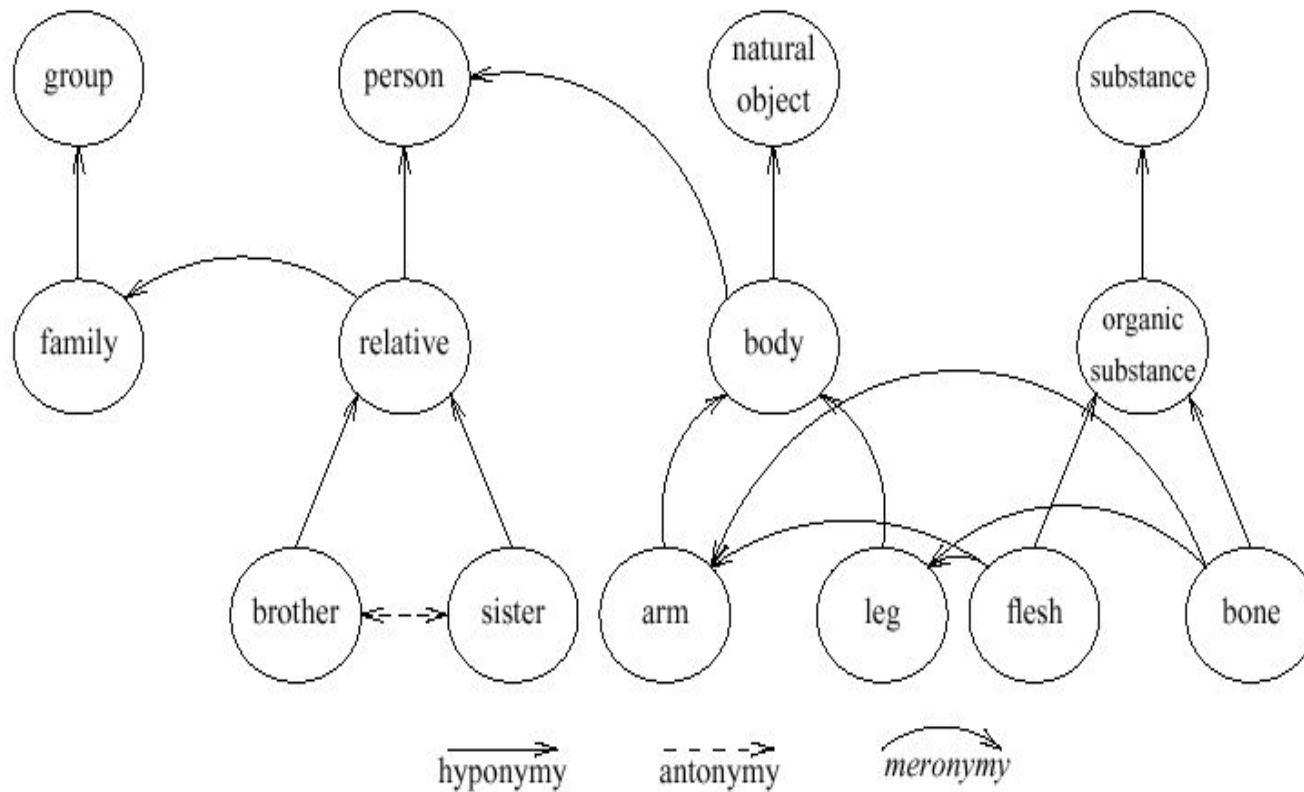 group
person
natural
object
substance
family
relative
body
organic
substance
brother
sister
arm
leg
flesh
bone
hyponymy
antonymy
meronymy